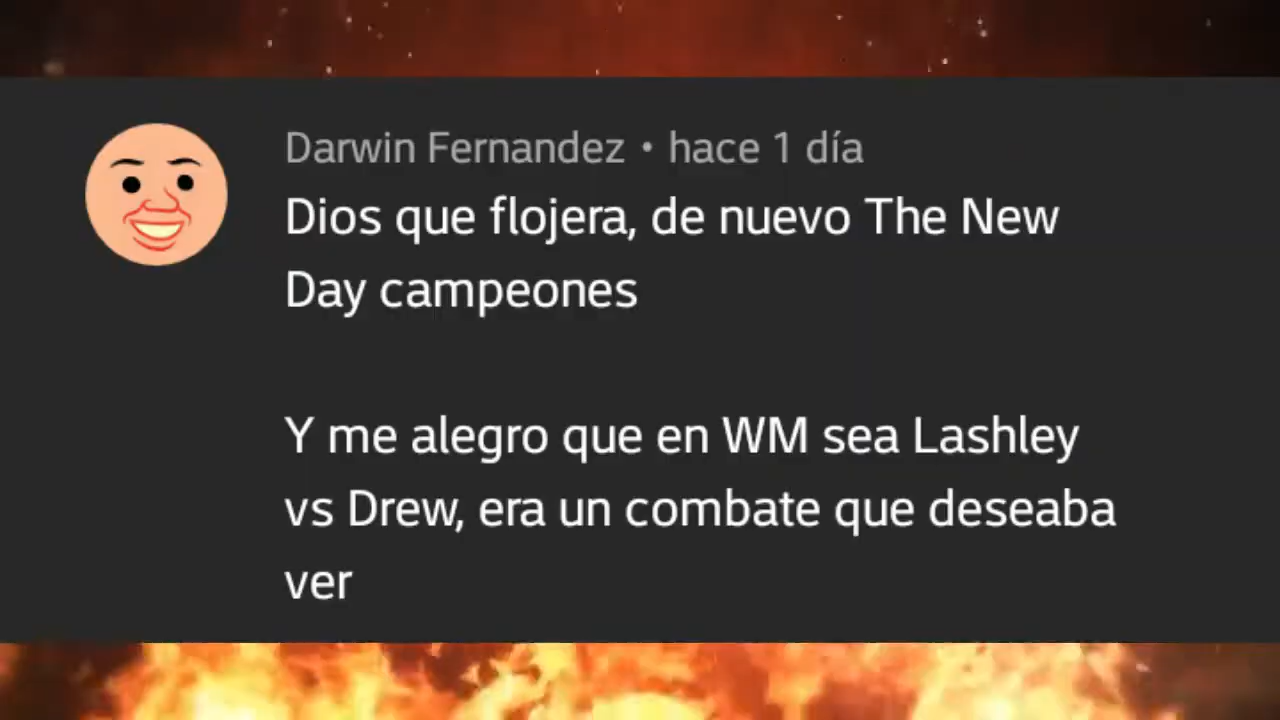 Darwin Fernandez • hace 1 día
Dios que flojera, de nuevo The New
Day campeones
Y me alegro que en WM sea Lashley
vs Drew, era un combate que deseaba
ver